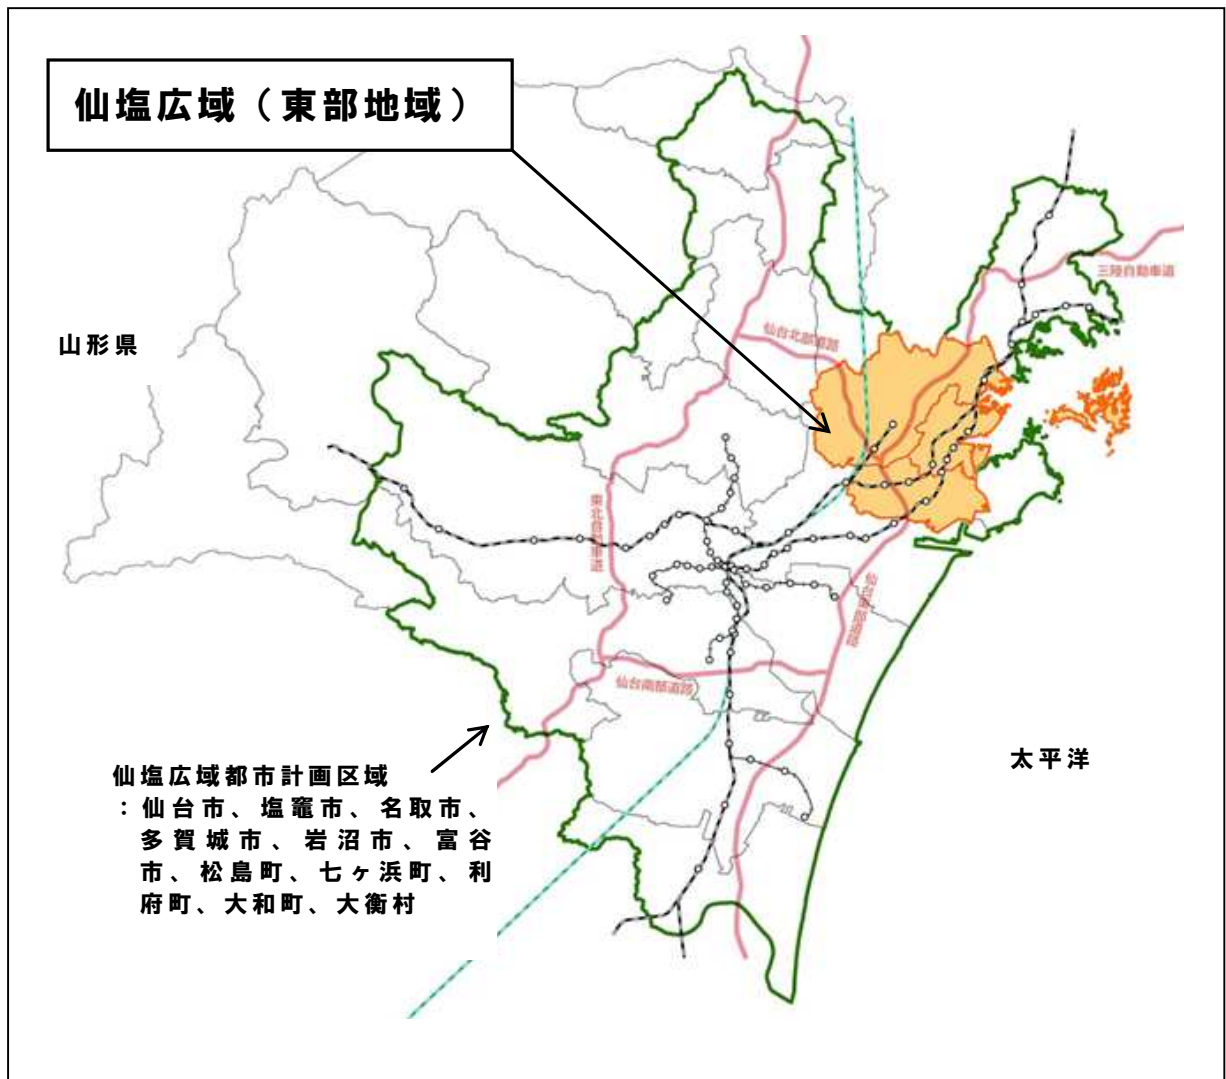 仙塩広域(東部地域)
三陸自動車道
仙台北部道路
山形県
東北自動車道
仙台東部道路
仙台南部道路
太平洋
仙塩広域都市計画区域
：仙台市、塩竈市、名取市、
多賀城市、岩沼市、富谷
市、松島町、七ヶ浜町、利
府町、大和町、大衡村